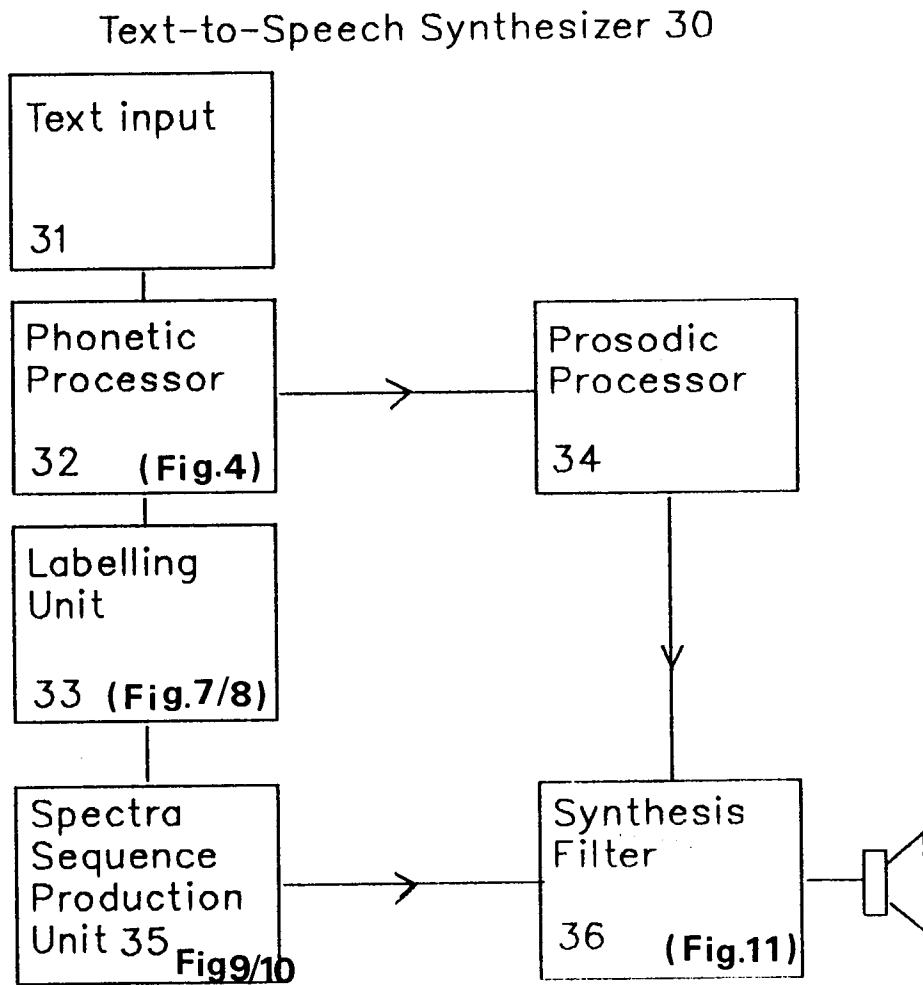 Text-to-Speech Synthesizer 30
Text input
31
Phonetic
Processor
32 (Fig.4)
Prosodic
Processor
34
Labelling
Unit
33 (Fig.7/8)
Spectra
Sequence
Production
Unit 35 Fig9/10
Synthesis
Filter
36 (Fig.11)